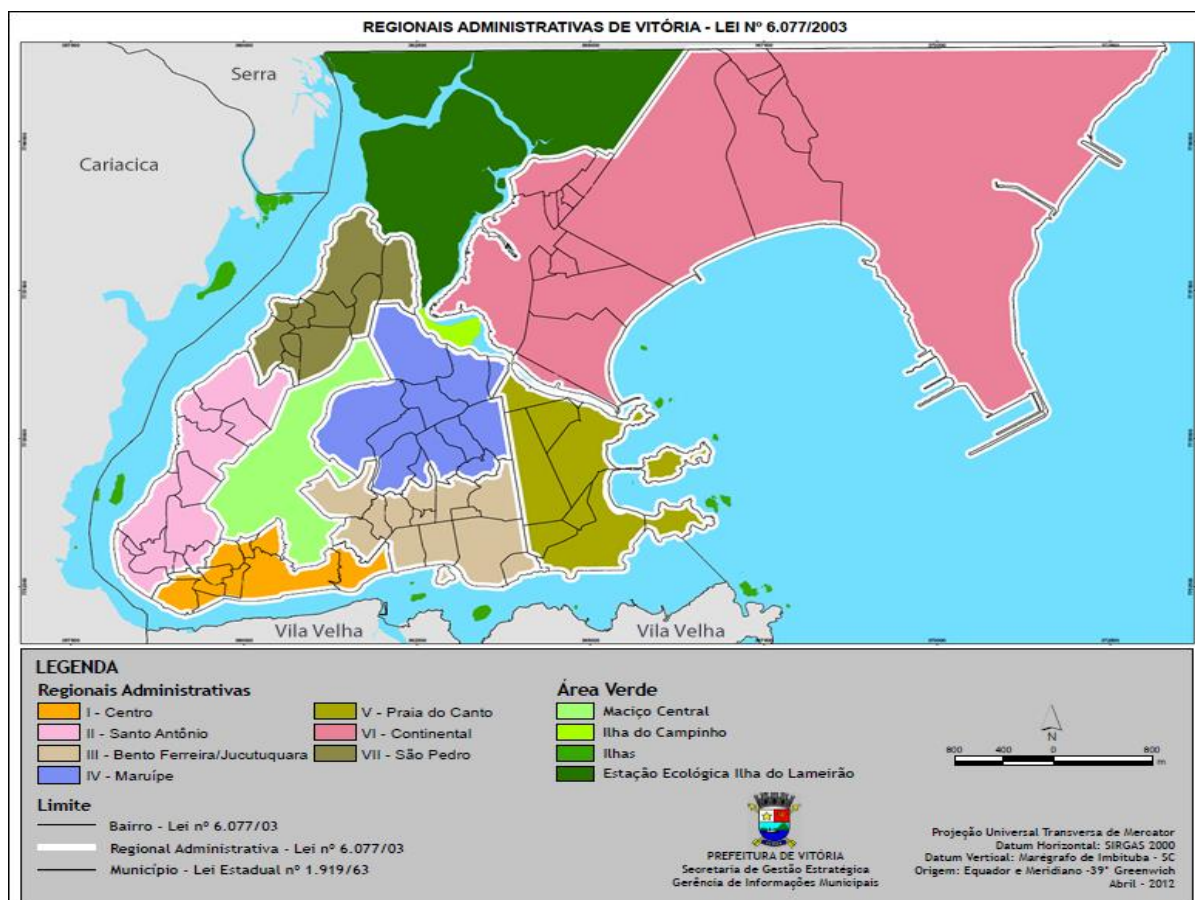 REGIONAIS ADMINISTRATIVAS DE VITÓRIA - LEI Nº 6.077/2003
Serra
Cariacica
Vila Velha
Vila Velha
LEGENDA
Regionais Administrativas
I - Centro
II - Santo Antônio
III - Bento Ferreira/Jucutuquara
IV - Maruípe
V - Praia do Canto
VI - Continental
VII - São Pedro
Área Verde
Maciço Central
Ilha do Campinho
Ilhas
Estação Ecológica Ilha do Lameirão
Limite
Bairro - Lei nº 6.077/03
Regional Administrativa - Lei nº 6.077/03
Município - Lei Estadual nº 1.919/63
PREFEITURA DE VITÓRIA
Secretaria de Gestão Estratégica
Gerência de Informações Municipais
N
800 400 0 800
m
Projeção Universal Transversa de Mercator
Datum Horizontal: SIRGAS 2000
Datum Vertical: Marégrafo de Imbituba - SC
Origem: Equador e Meridiano -39° Greenwich
Abril - 2012